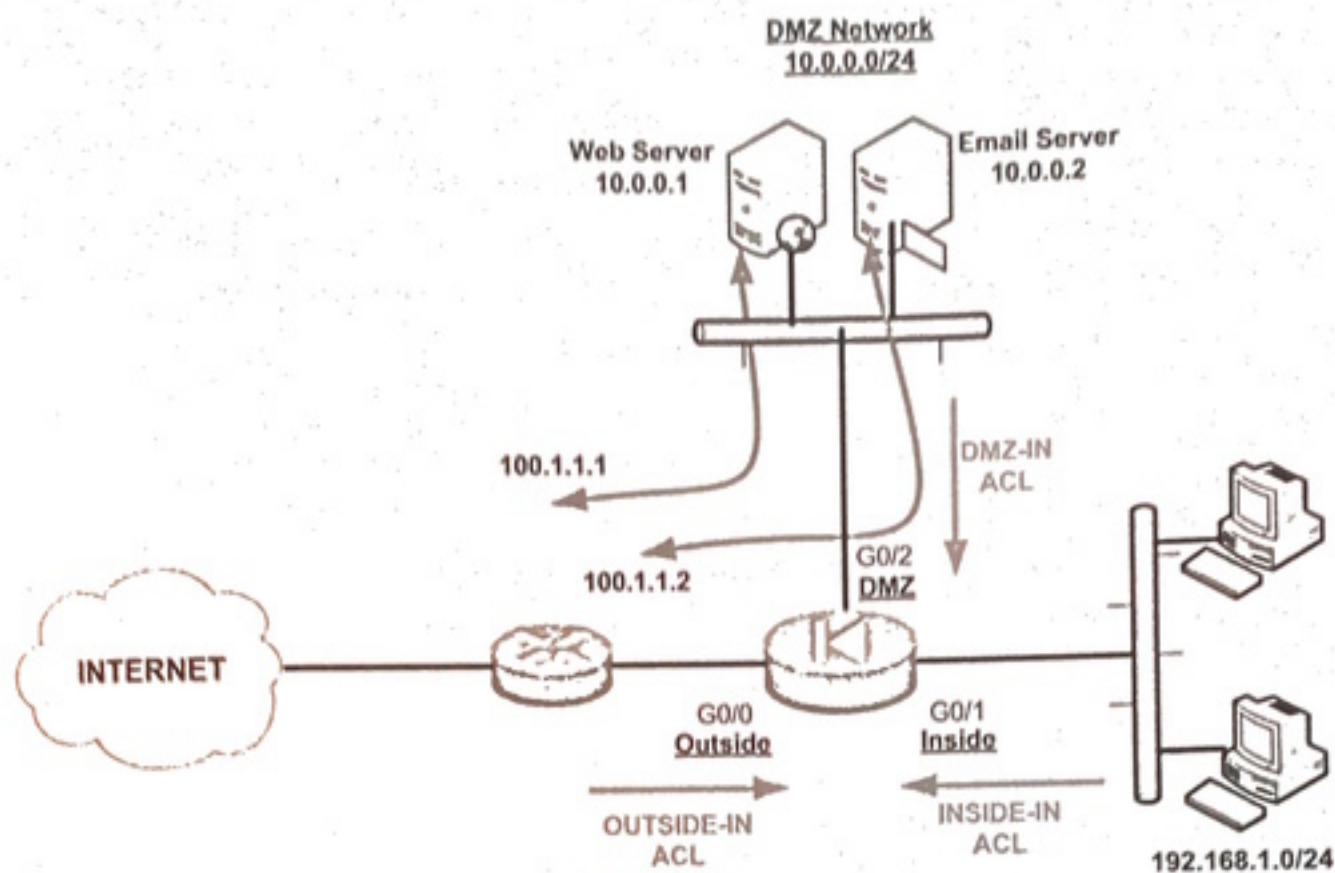 DMZ Network
10.0.0.0/24
Web Server
10.0.0.1
Email Server
10.0.0.2
100.1.1.1
DMZ-IN
ACL
100.1.1.2
G0/2
DMZ
INTERNET
G0/0
Outside
G0/1
Inside
OUTSIDE-IN
ACL
INSIDE-IN
ACL
192.168.1.0/24